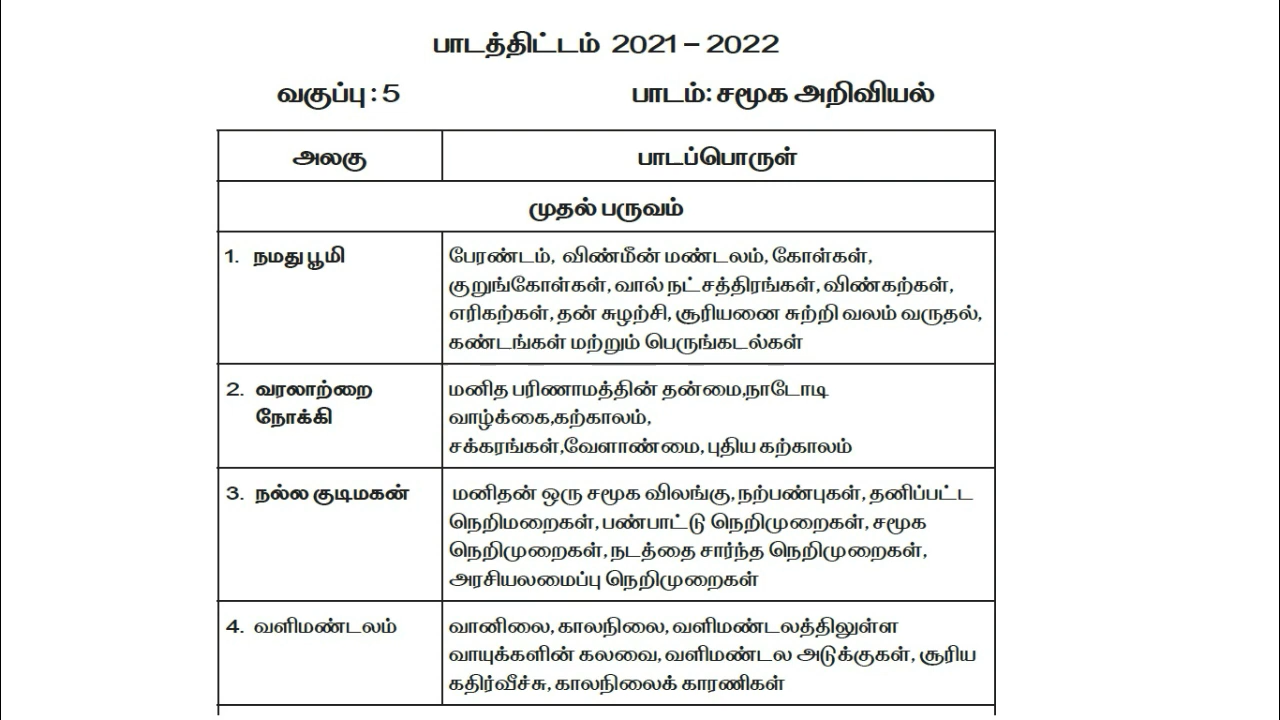 பாடத்திட்டம் 2021 – 2022
வகுப்பு : 5 பாடம்: சமூக அறிவியல்
அலகு பாடப்பொருள்
முதல் பருவம்
1. நமது பூமி பேரண்டம், விண்மீன் மண்டலம், கோள்கள்,
குறுங்கோள்கள், வால் நட்சத்திரங்கள், விண்கற்கள்,
எரிகற்கள், தன் சுழற்சி, சூரியனை சுற்றி வலம் வருதல்,
கண்டங்கள் மற்றும் பெருங்கடல்கள்
2. வரலாற்றை மனித பரிணாமத்தின் தன்மை,நாடோடி
நோக்கி வாழ்க்கை,கற்காலம்,
சக்கரங்கள்,வேளாண்மை, புதிய கற்காலம்
3. நல்ல குடிமகன் மனிதன் ஒரு சமூக விலங்கு, நற்பண்புகள், தனிப்பட்ட
நெறிமறைகள், பண்பாட்டு நெறிமுறைகள், சமூக
நெறிமுறைகள், நடத்தை சார்ந்த நெறிமுறைகள்,
அரசியலமைப்பு நெறிமுறைகள்
4. வளிமண்டலம் வானிலை, காலநிலை, வளிமண்டலத்திலுள்ள
வாயுக்களின் கலவை, வளிமண்டல அடுக்குகள், சூரிய
கதிர்வீச்சு, காலநிலைக் காரணிகள்